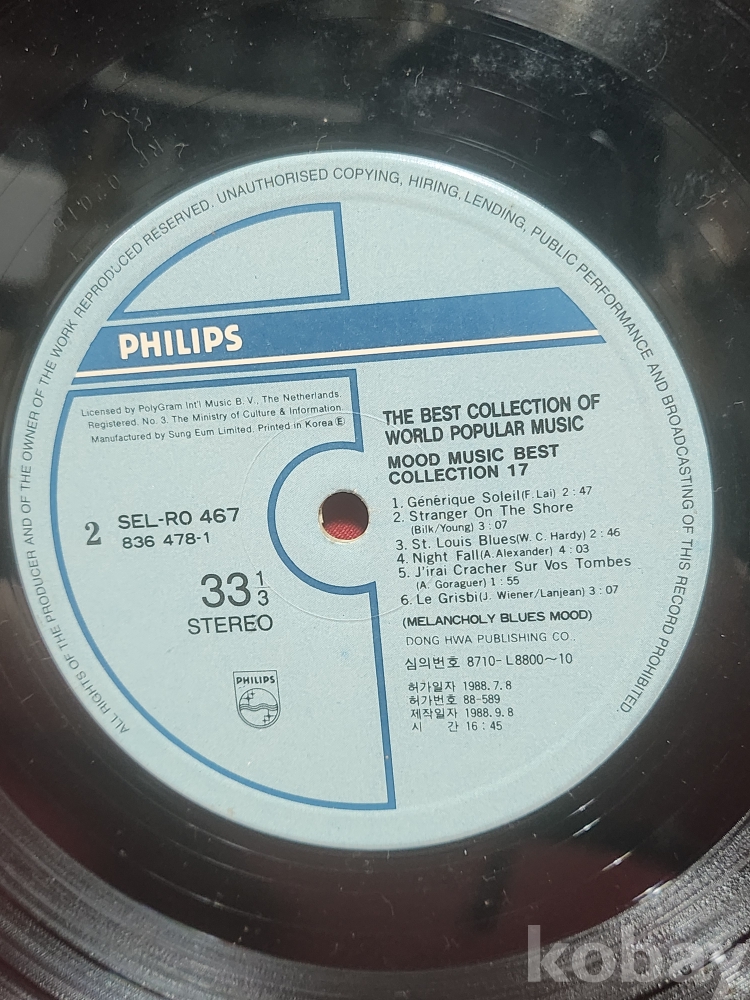 ALL RIGHTS OF THE PRODUCER AND OF THE OWNER OF THE WORK REPRODUCED RESERVED. UNAUTHORISED COPYING, HIRING, LENDING, PUBLIC PERFORMANCE AND BROADCASTING OF THIS RECORD PROHIBITED.
PHILIPS
Licensed by PolyGram Int'l Music B. V., The Netherlands.
Registered. No. 3. The Ministry of Culture & Information.
Manufactured by Sung Eum Limited. Printed in Korea Ⓔ
2
SEL-RO 467
836 478-1
33 1/3
STEREO
PHILIPS
THE BEST COLLECTION OF
WORLD POPULAR MUSIC
MOOD MUSIC BEST
COLLECTION 17
1. Générique Soleil(F. Lai) 2 : 47
2. Stranger On The Shore
(Bilk/Young) 3 : 07
3. St. Louis Blues(W. C. Hardy) 2 : 46
4. Night Fall(A. Alexander) 4 : 03
5. J'irai Cracher Sur Vos Tombes
(A. Goraguer) 1 : 55
6. Le Grisbi(J. Wiener/Lanjean) 3 : 07
(MELANCHOLY BLUES MOOD)
DONG HWA PUBLISHING CO.,
심의번호 8710-L8800~10
허가일자 1988. 7. 8
허가번호 88-589
제작일자 1988. 9. 8
시 간 16 : 45
kobay